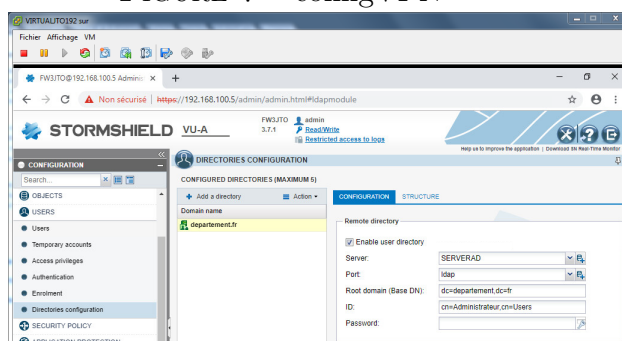 VIRTUALITO192 sur
Fichier Affichage VM
FW3JTO@192.168.100.5 Adminis
Non sécurisé | https://192.168.100.5/admin/admin.html#ldapmodule
STORMSHIELD VU-A
FW3JTO
3.7.1
admin
Read/Write
Restricted access to logs
Help us to improve the application | Download SN Real-Time Monitor
CONFIGURATION
Search...
OBJECTS
USERS
Users
Temporary accounts
Access privileges
Authentication
Enrolment
Directories configuration
SECURITY POLICY
APPLICATION PROTECTION
DIRECTORIES CONFIGURATION
CONFIGURED DIRECTORIES (MAXIMUM 5)
Add a directory Action
Domain name
departement.fr
CONFIGURATION STRUCTURE
Remote directory
Enable user directory
Server: SERVERAD
Port: ldap
Root domain (Base DN): dc=departement,dc=fr
ID: cn=Administrateur,cn=Users
Password: